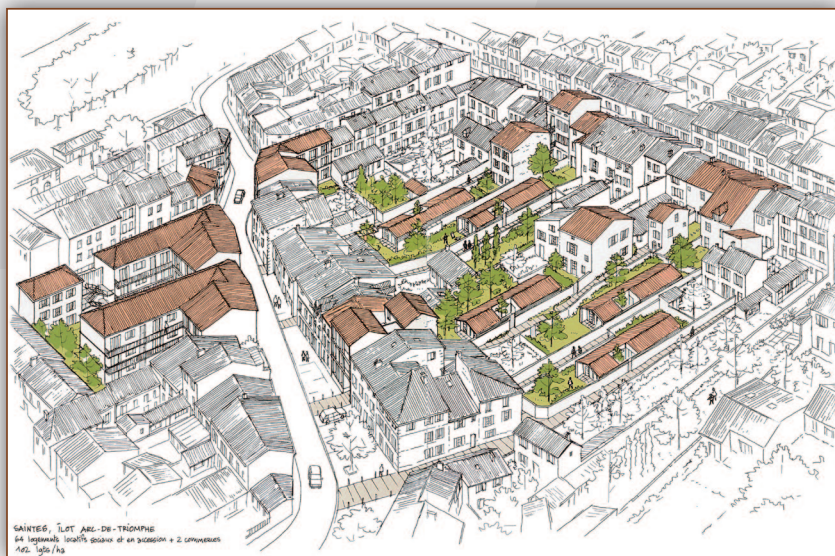 SAINTES, ÎLOT ARC-DE-TRIOMPHE
64 logements locatifs sociaux et en accession + 2 commerces
102 lgts/ha